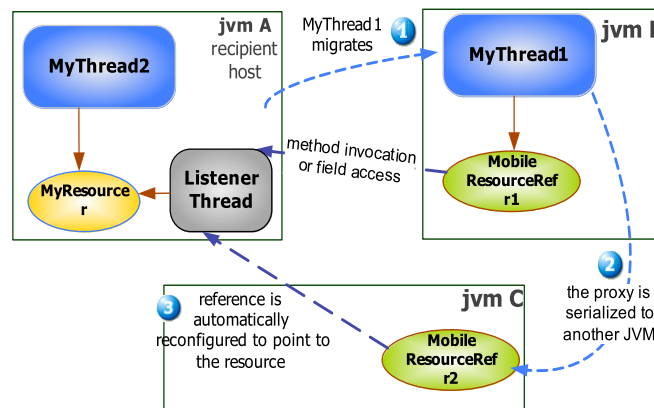 jvm A
recipient
host
MyThread2
MyResource
r
Listener
Thread
MyThread1
migrates
1
jvm
MyThread1
method invocation
or field access
Mobile
ResourceRef
r1
2
the proxy is
serialized to
another JVM
3
reference is
automatically
reconfigured to point to
the resource
jvm C
Mobile
ResourceRef
r2